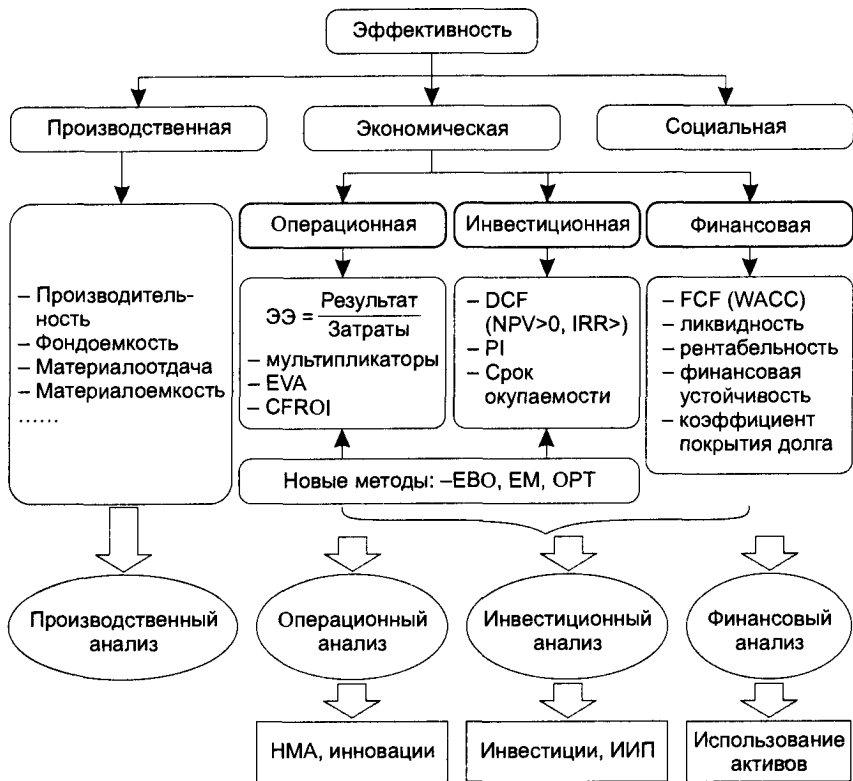 Эффективность
Производственная
Экономическая
Социальная
Операционная
Инвестиционная
Финансовая
– Производитель-
ность
– Фондоемкость
– Материалоотдача
– Материалоемкость
......
ЭЭ = Результат
Затраты
– мультипликаторы
– EVA
– CFROI
– DCF
(NPV>0, IRR>)
– PI
– Срок
окупаемости
– FCF (WACC)
– ликвидность
– рентабельность
– финансовая
устойчивость
– коэффициент
покрытия долга
Новые методы: –EBO, EM, OPT
Производственный
анализ
Операционный
анализ
Инвестиционный
анализ
Финансовый
анализ
НМА, инновации
Инвестиции, ИИП
Использование
активов